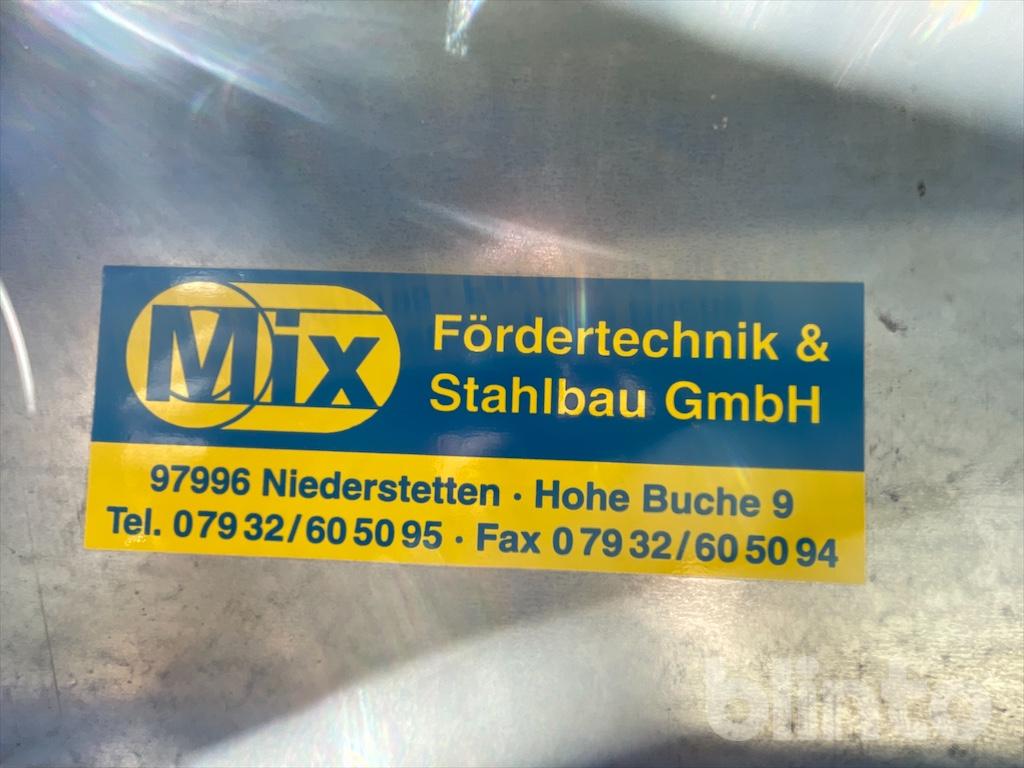 Mix
Fördertechnik &
Stahlbau GmbH
97996 Niederstetten · Hohe Buche 9
Tel. 0 79 32/60 50 95 · Fax 0 79 32/60 50 94
blinto